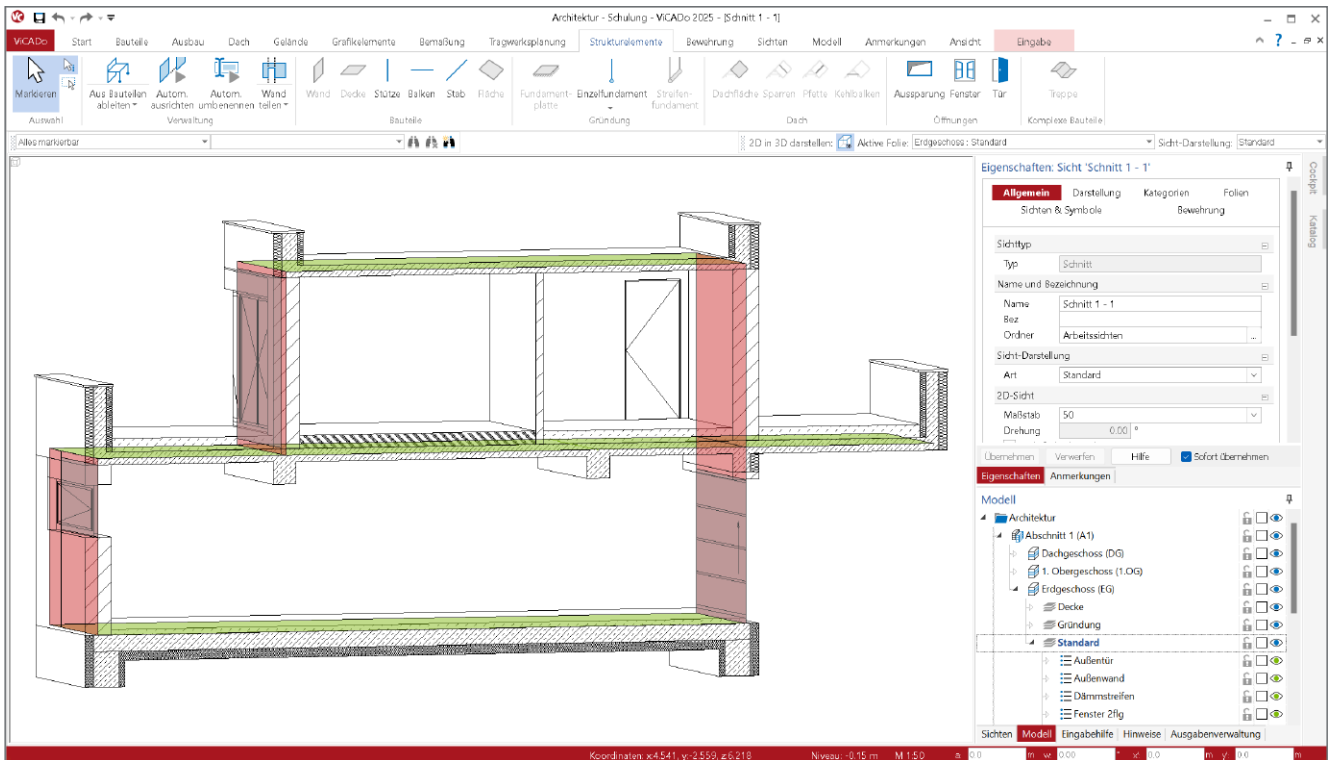 Architektur - Schulung - ViCADo 2025 - [Schnitt 1 - 1]
ViCADo Start Bauteile Ausbau Dach Gelände Grafikelemente Bemaßung Tragwerksplanung Strukturelemente Bewehrung Sichten Modell Anmerkungen Ansicht Eingabe
Markieren Aus Bauteilen Autom. Autom. Wand Wand Decke Stütze Balken Stab Fläche Fundament- Einzelfundament Streifen- Dachfläche Sparren Pfette Kehlbalken Aussparung Fenster Tür Treppe
ableiten ausrichten umbenennen teilen platte fundament
Auswahl Verwaltung Bauteile Gründung Dach Öffnungen Komplexe Bauteile
Alles markierbar 2D in 3D darstellen: Aktive Folie: Erdgeschoss : Standard Sicht-Darstellung: Standard
Eigenschaften: Sicht 'Schnitt 1 - 1'
Allgemein Darstellung Kategorien Folien
Sichten & Symbole Bewehrung
Sichttyp
Typ Schnitt
Name und Bezeichnung
Name Schnitt 1 - 1
Bez
Ordner Arbeitssichten ...
Sicht-Darstellung
Art Standard
2D-Sicht
Maßstab 50
Drehung 0.00 °
Übernehmen Verwerfen Hilfe Sofort übernehmen
Eigenschaften Anmerkungen
Modell
Architektur
Abschnitt 1 (A1)
Dachgeschoss (DG)
1. Obergeschoss (1.OG)
Erdgeschoss (EG)
Decke
Gründung
Standard
Außentür
Außenwand
Dämmstreifen
Fenster 2flg
Sichten Modell Eingabehilfe Hinweise Ausgabenverwaltung
Cockpit
Katalog
Koordinaten: x:4.541, y:-2.559, z:6.218 Niveau: -0.15 m M 1:50 a: 0.0 m w: 0.00 ° x: 0.0 m y: 0.0 m